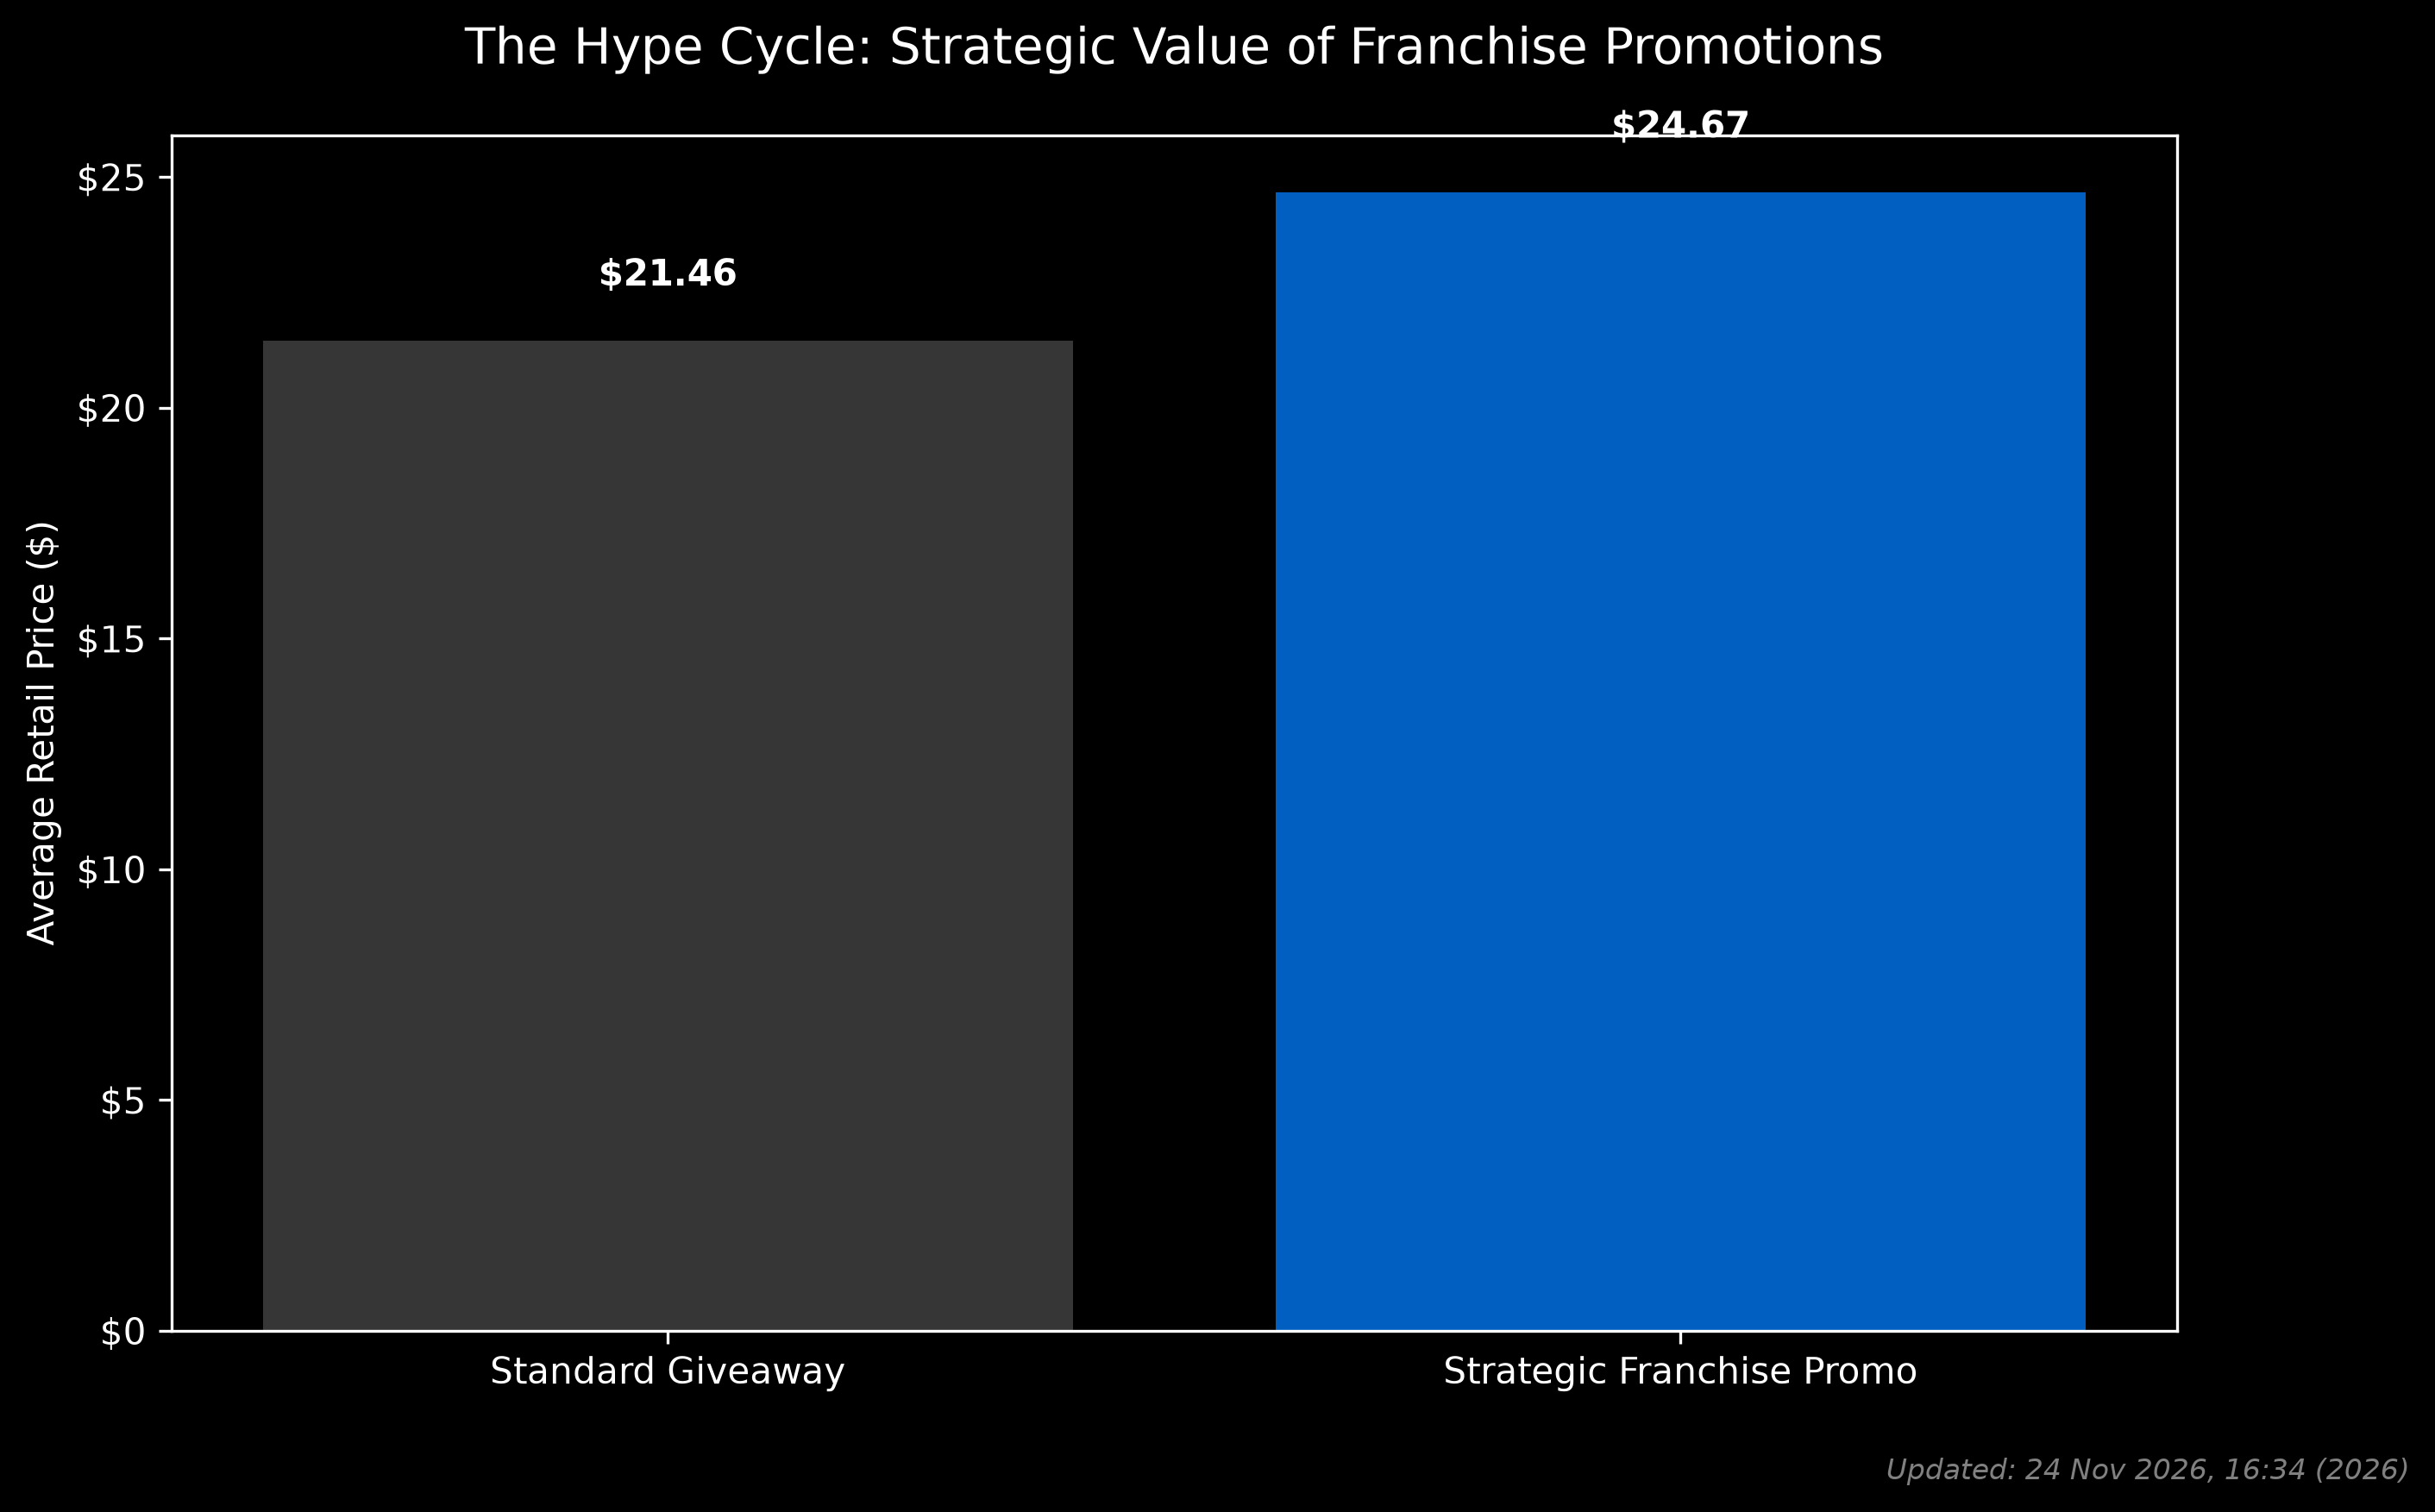 The Hype Cycle: Strategic Value of Franchise Promotions
$24.67
$25
$21.46
$20
$15
$10
$5
$0
Average Retail Price ($)
Standard Giveaway
Strategic Franchise Promo
Updated: 24 Nov 2026, 16:34 (2026)